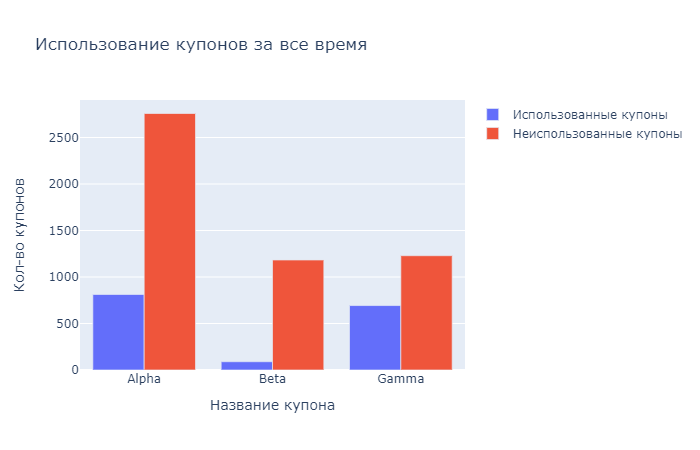 Использование купонов за все время
Использованные купоны
Неиспользованные купоны
Кол-во купонов
2500
2000
1500
1000
500
0
Alpha
Beta
Gamma
Название купона